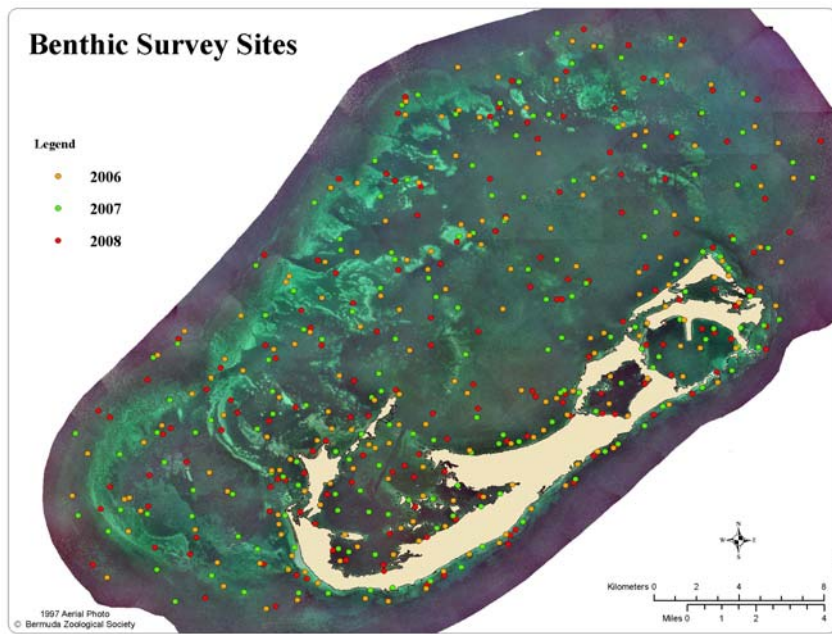 Benthic Survey Sites
Legend
2006
2007
2008
N
W E
S
Kilometers 0 2 4 8
Miles 0 1 2 4
1997 Aerial Photo
© Bermuda Zoological Society